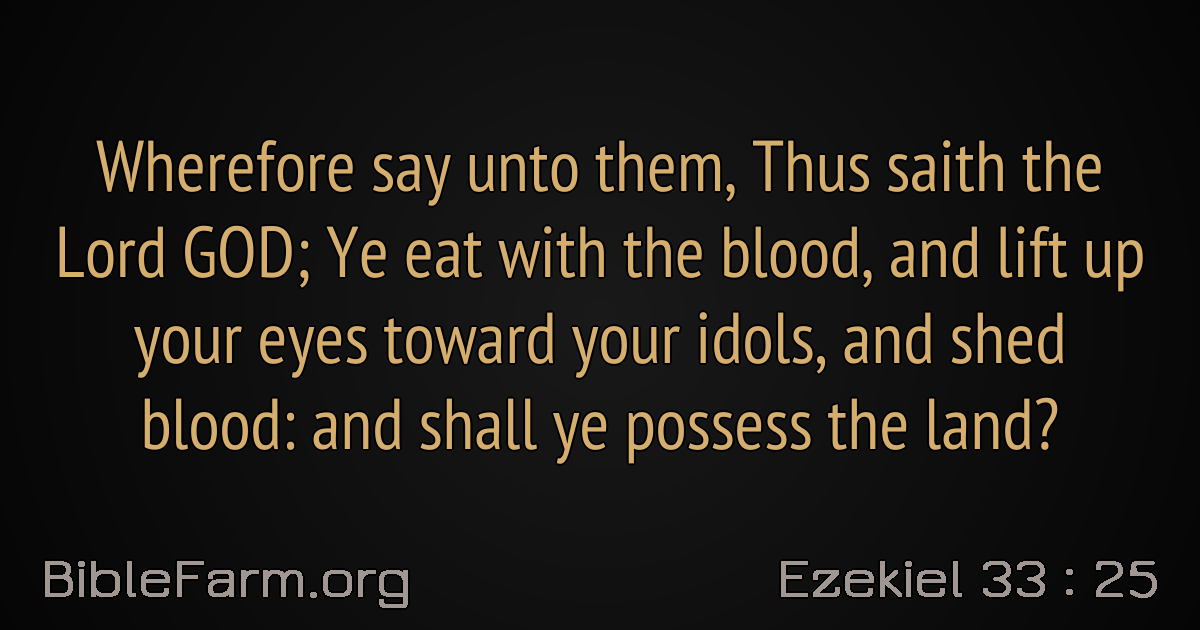 Wherefore say unto them, Thus saith the
Lord GOD; Ye eat with the blood, and lift up
your eyes toward your idols, and shed
blood: and shall ye possess the land?
BibleFarm.org
Ezekiel 33 : 25